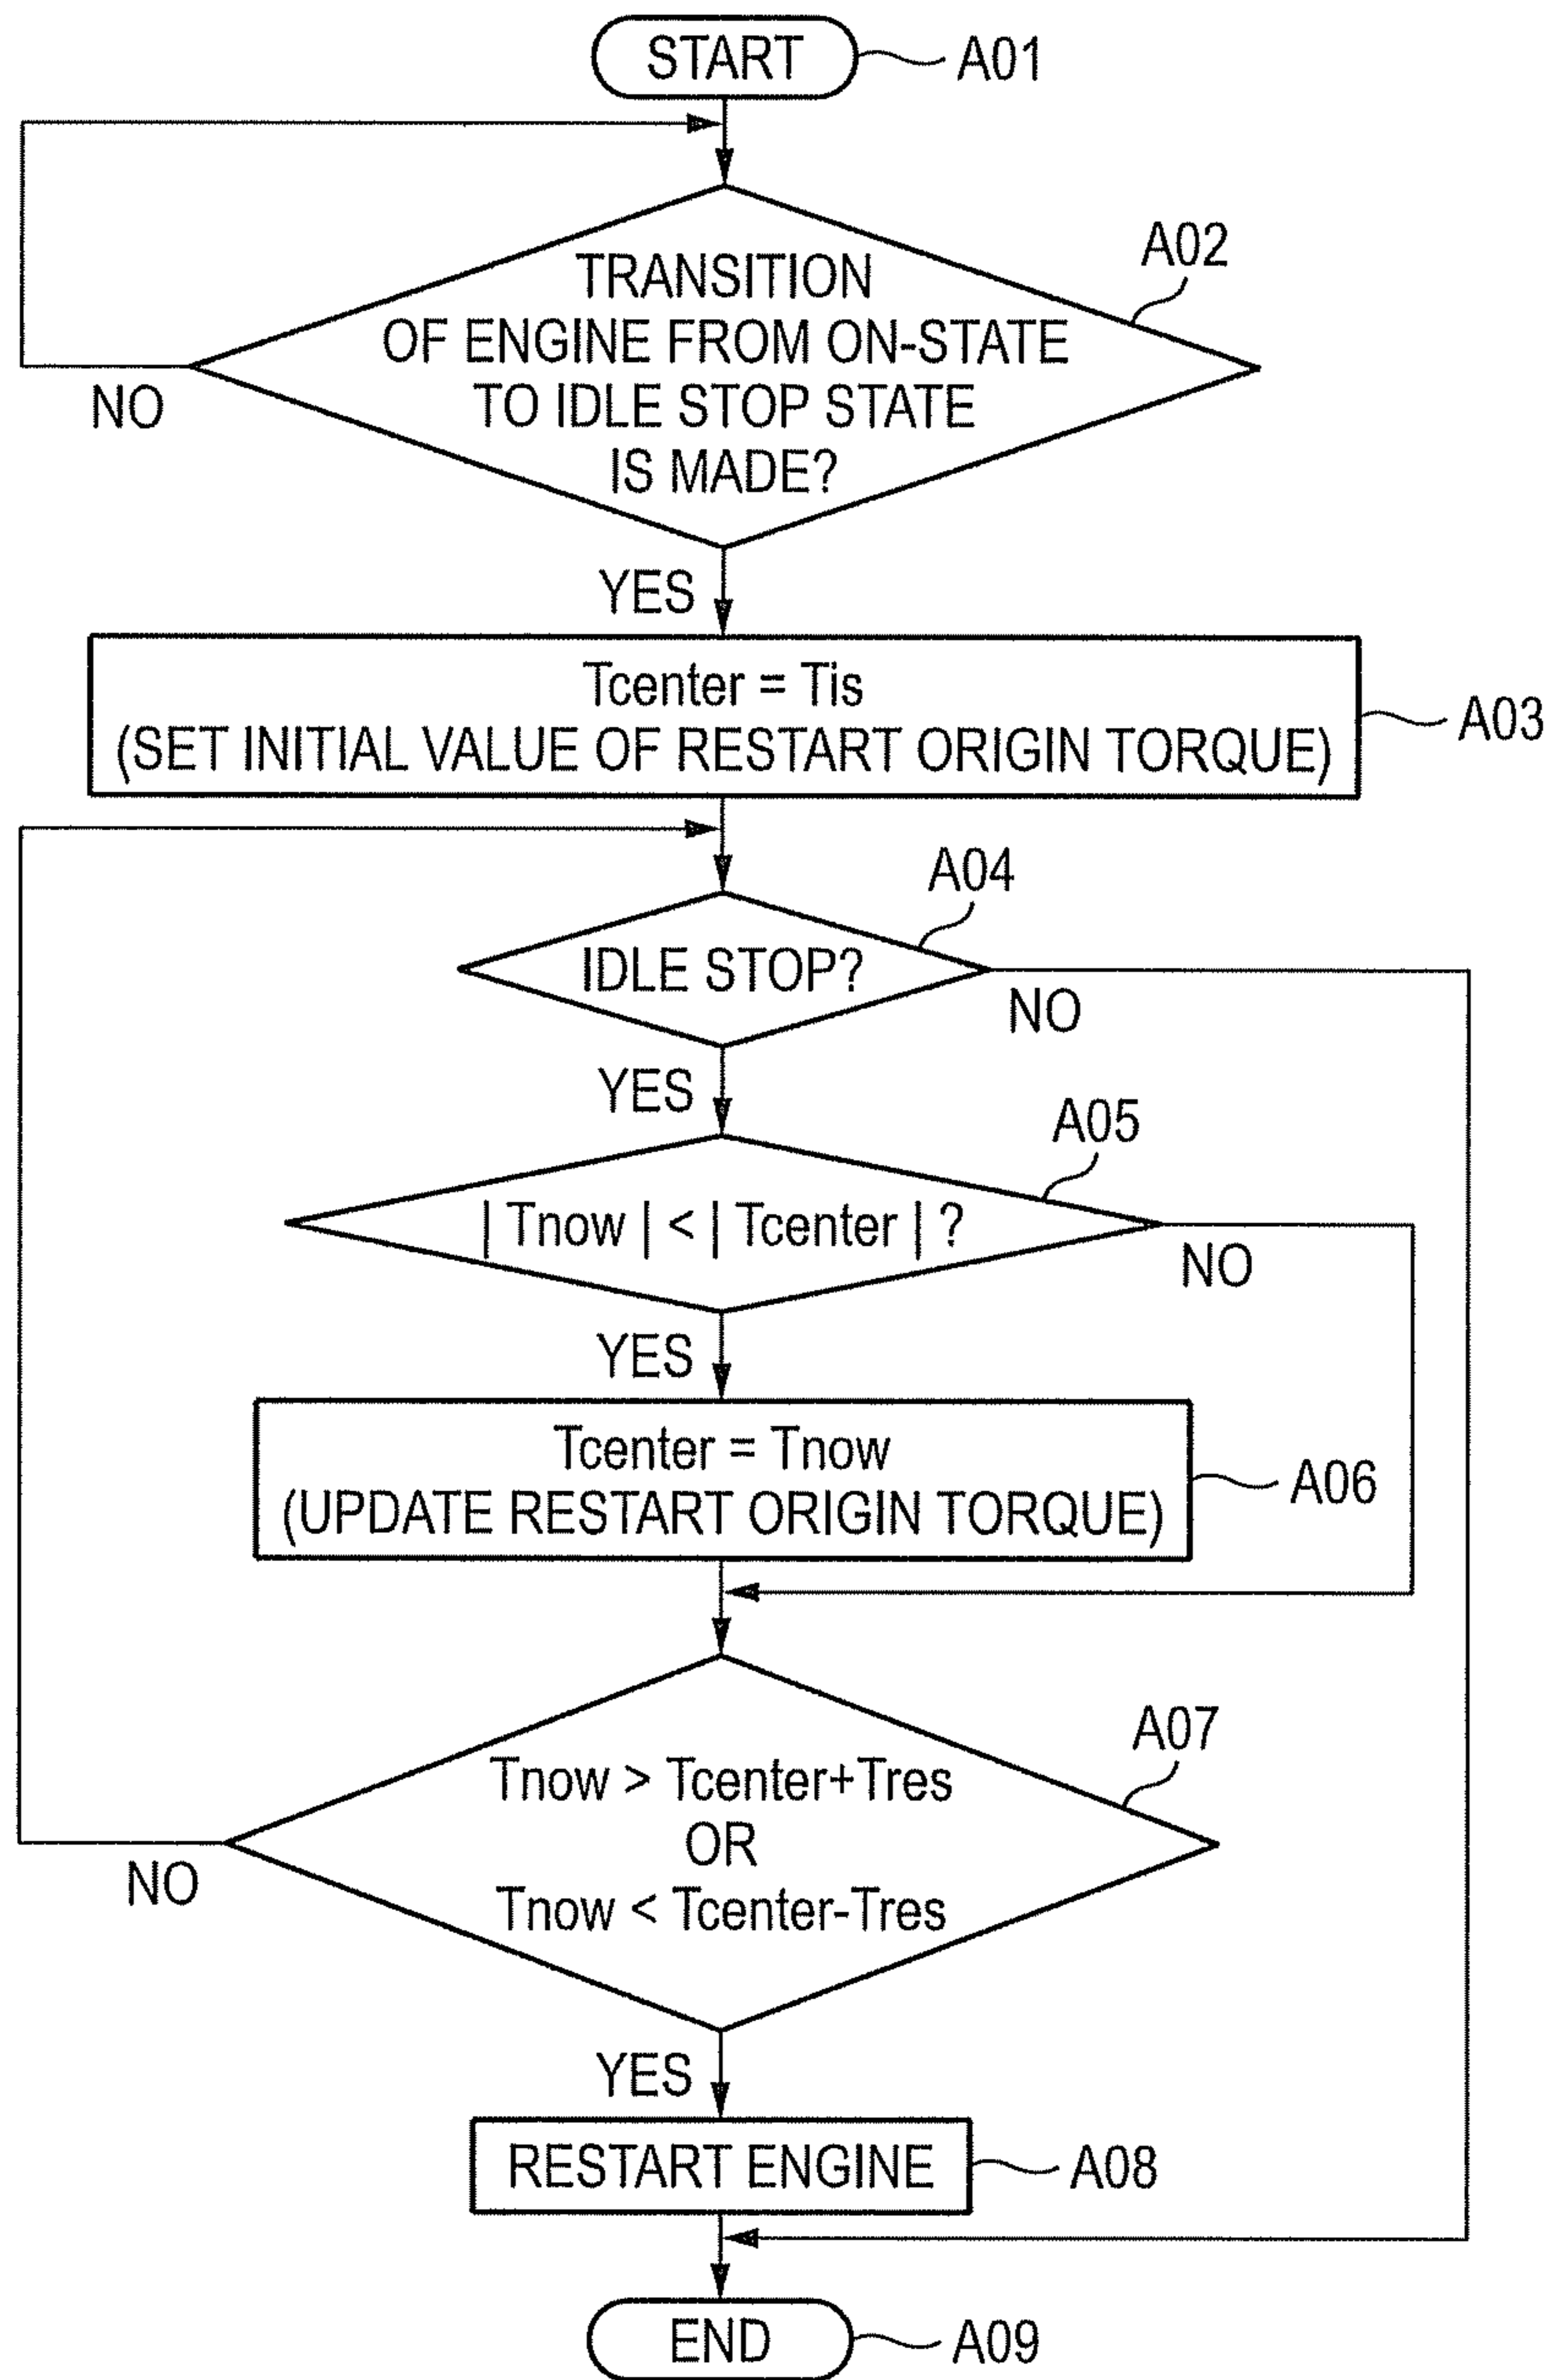 START
A01
A02
TRANSITION
OF ENGINE FROM ON-STATE
TO IDLE STOP STATE
IS MADE?
NO
YES
Tcenter = Tis
(SET INITIAL VALUE OF RESTART ORIGIN TORQUE)
A03
A04
IDLE STOP?
NO
YES
A05
| Tnow | < | Tcenter | ?
NO
YES
Tcenter = Tnow
(UPDATE RESTART ORIGIN TORQUE)
A06
A07
Tnow > Tcenter+Tres
OR
Tnow < Tcenter-Tres
NO
YES
RESTART ENGINE
A08
END
A09